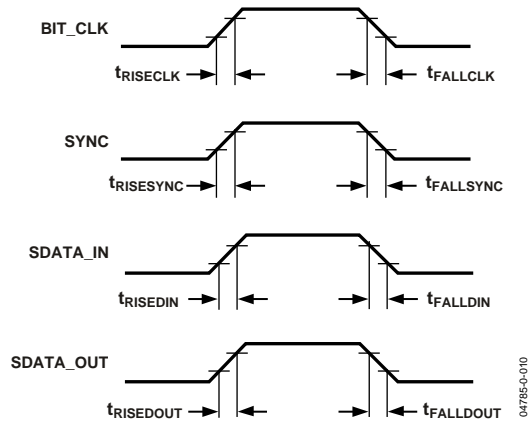 BIT_CLK
tRISECLK
tFALLCLK
SYNC
tRISESYNC
tFALLSYNC
SDATA_IN
tRISEDIN
tFALLDIN
SDATA_OUT
tRISEDOUT
tFALLDOUT
04785-0-010